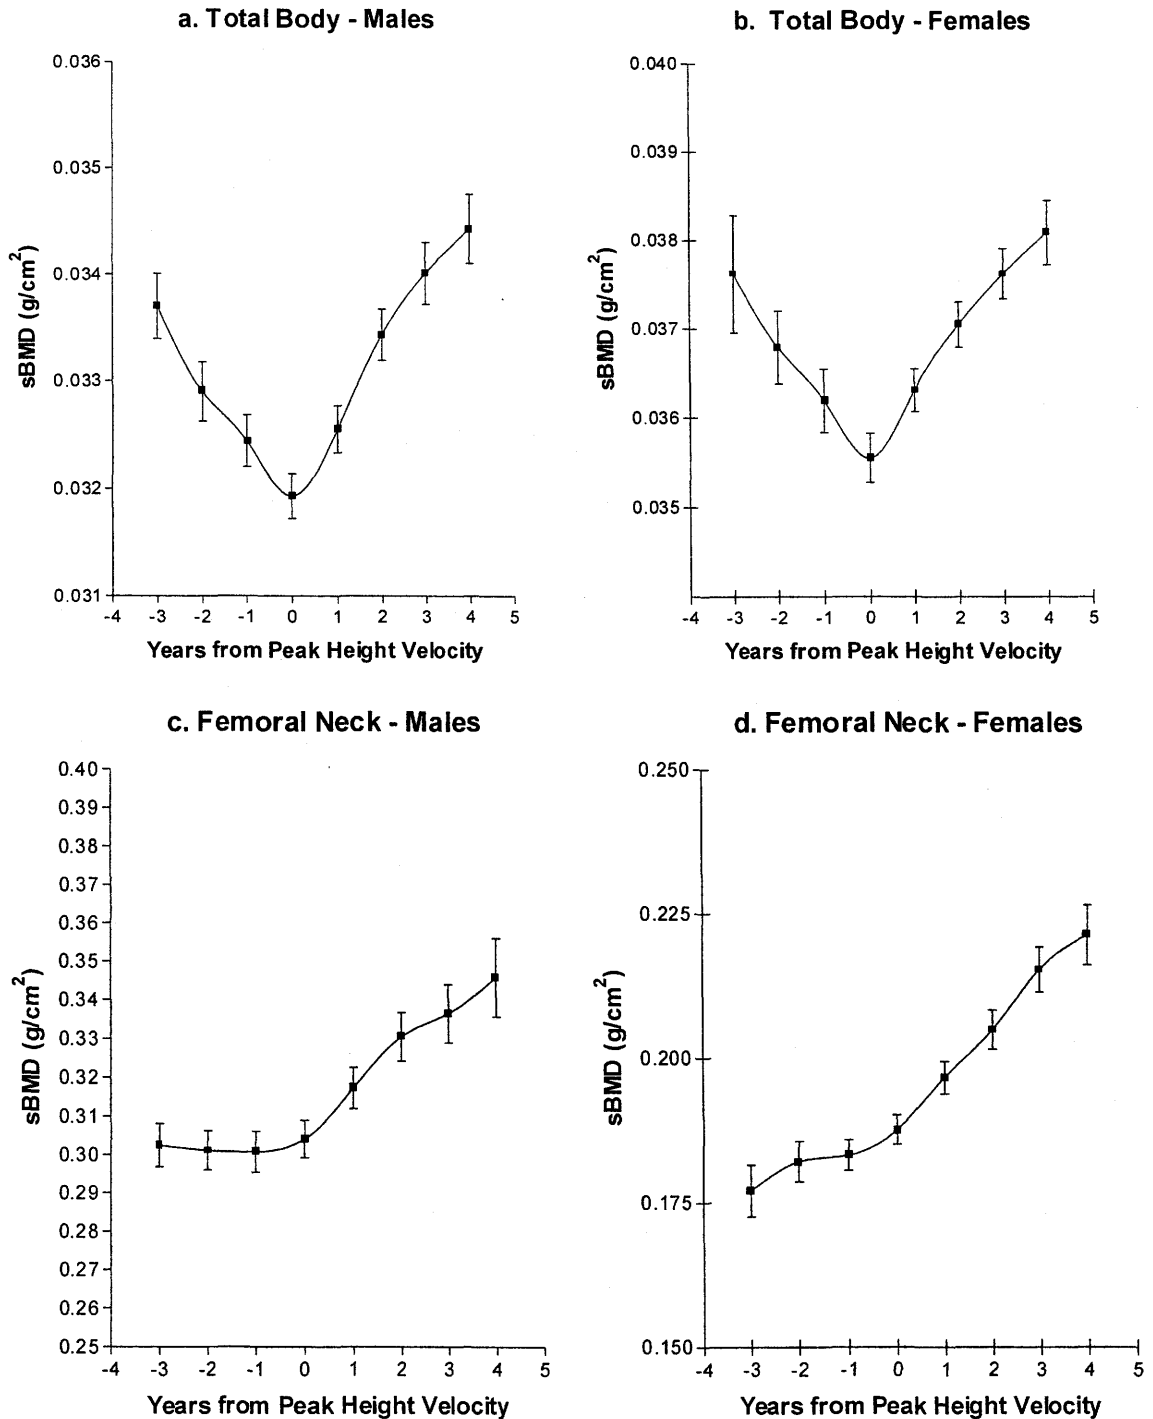 a. Total Body - Males
0.036
0.035
0.034
0.033
0.032
0.031
sBMD (g/cm²)
-4 -3 -2 -1 0 1 2 3 4 5
Years from Peak Height Velocity
b. Total Body - Females
0.040
0.039
0.038
0.037
0.036
0.035
sBMD (g/cm²)
-4 -3 -2 -1 0 1 2 3 4 5
Years from Peak Height Velocity
c. Femoral Neck - Males
0.40
0.39
0.38
0.37
0.36
0.35
0.34
0.33
0.32
0.31
0.30
0.29
0.28
0.27
0.26
0.25
sBMD (g/cm²)
-4 -3 -2 -1 0 1 2 3 4 5
Years from Peak Height Velocity
d. Femoral Neck - Females
0.250
0.225
0.200
0.175
0.150
sBMD (g/cm²)
-4 -3 -2 -1 0 1 2 3 4 5
Years from Peak Height Velocity